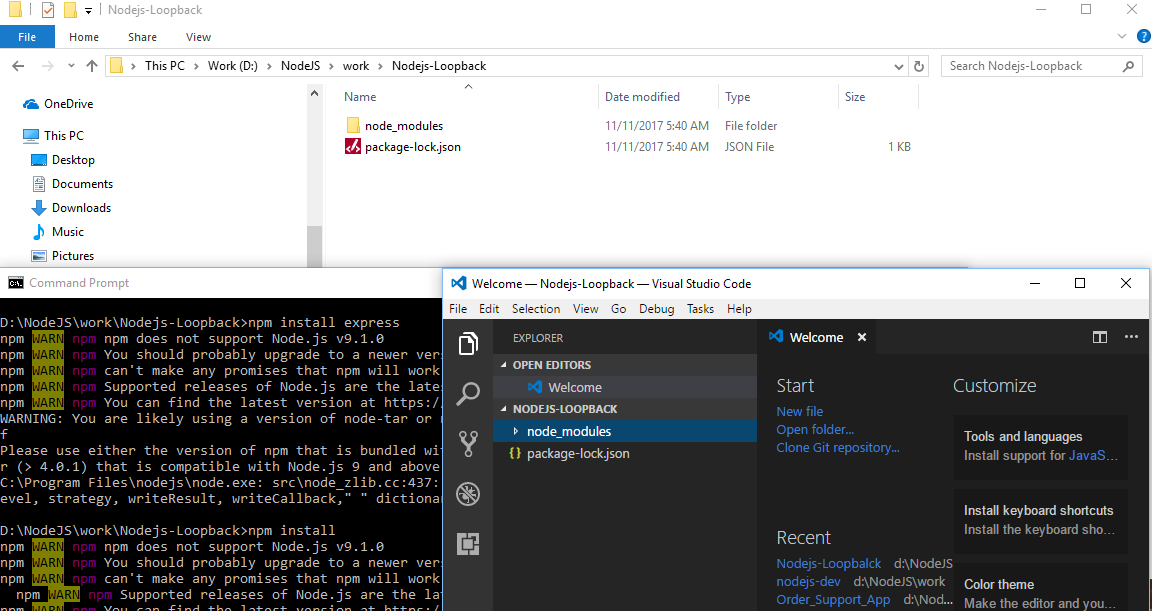 Nodejs-Loopback
File Home Share View
This PC Work (D:) NodeJS work Nodejs-Loopback
Search Nodejs-Loopback
OneDrive
This PC
Desktop
Documents
Downloads
Music
Pictures
Name Date modified Type Size
node_modules 11/11/2017 5:40 AM File folder
package-lock.json 11/11/2017 5:40 AM JSON File 1 KB
Command Prompt
D:\NodeJS\work\Nodejs-Loopback>npm install express
npm WARN npm npm does not support Node.js v9.1.0
npm WARN npm You should probably upgrade to a newer ver
npm WARN npm can't make any promises that npm will work
npm WARN npm Supported releases of Node.js are the late
npm WARN npm You can find the latest version at https:/
WARNING: You are likely using a version of node-tar or
f
Please use either the version of npm that is bundled wi
r (> 4.0.1) that is compatible with Node.js 9 and above
C:\Program Files\nodejs\node.exe: src\node_zlib.cc:437:
evel, strategy, writeResult, writeCallback," " dictionar
D:\NodeJS\work\Nodejs-Loopback>npm install
npm WARN npm npm does not support Node.js v9.1.0
npm WARN npm You should probably upgrade to a newer ver
npm WARN npm can't make any promises that npm will work
npm WARN npm Supported releases of Node.js are the la
npm WARN npm You can find the latest version at https:/
Welcome — Nodejs-Loopback — Visual Studio Code
File Edit Selection View Go Debug Tasks Help
EXPLORER
OPEN EDITORS
Welcome
NODEJS-LOOPBACK
node_modules
{} package-lock.json
Welcome
Start
New file
Open folder...
Clone Git repository...
Recent
Nodejs-Loopbalck d:\NodeJS
nodejs-dev d:\NodeJS\work
Order_Support_App d:\Nod...
Customize
Tools and languages
Install support for JavaS...
Install keyboard shortcuts
Install the keyboard sho...
Color theme
Make the editor and you...